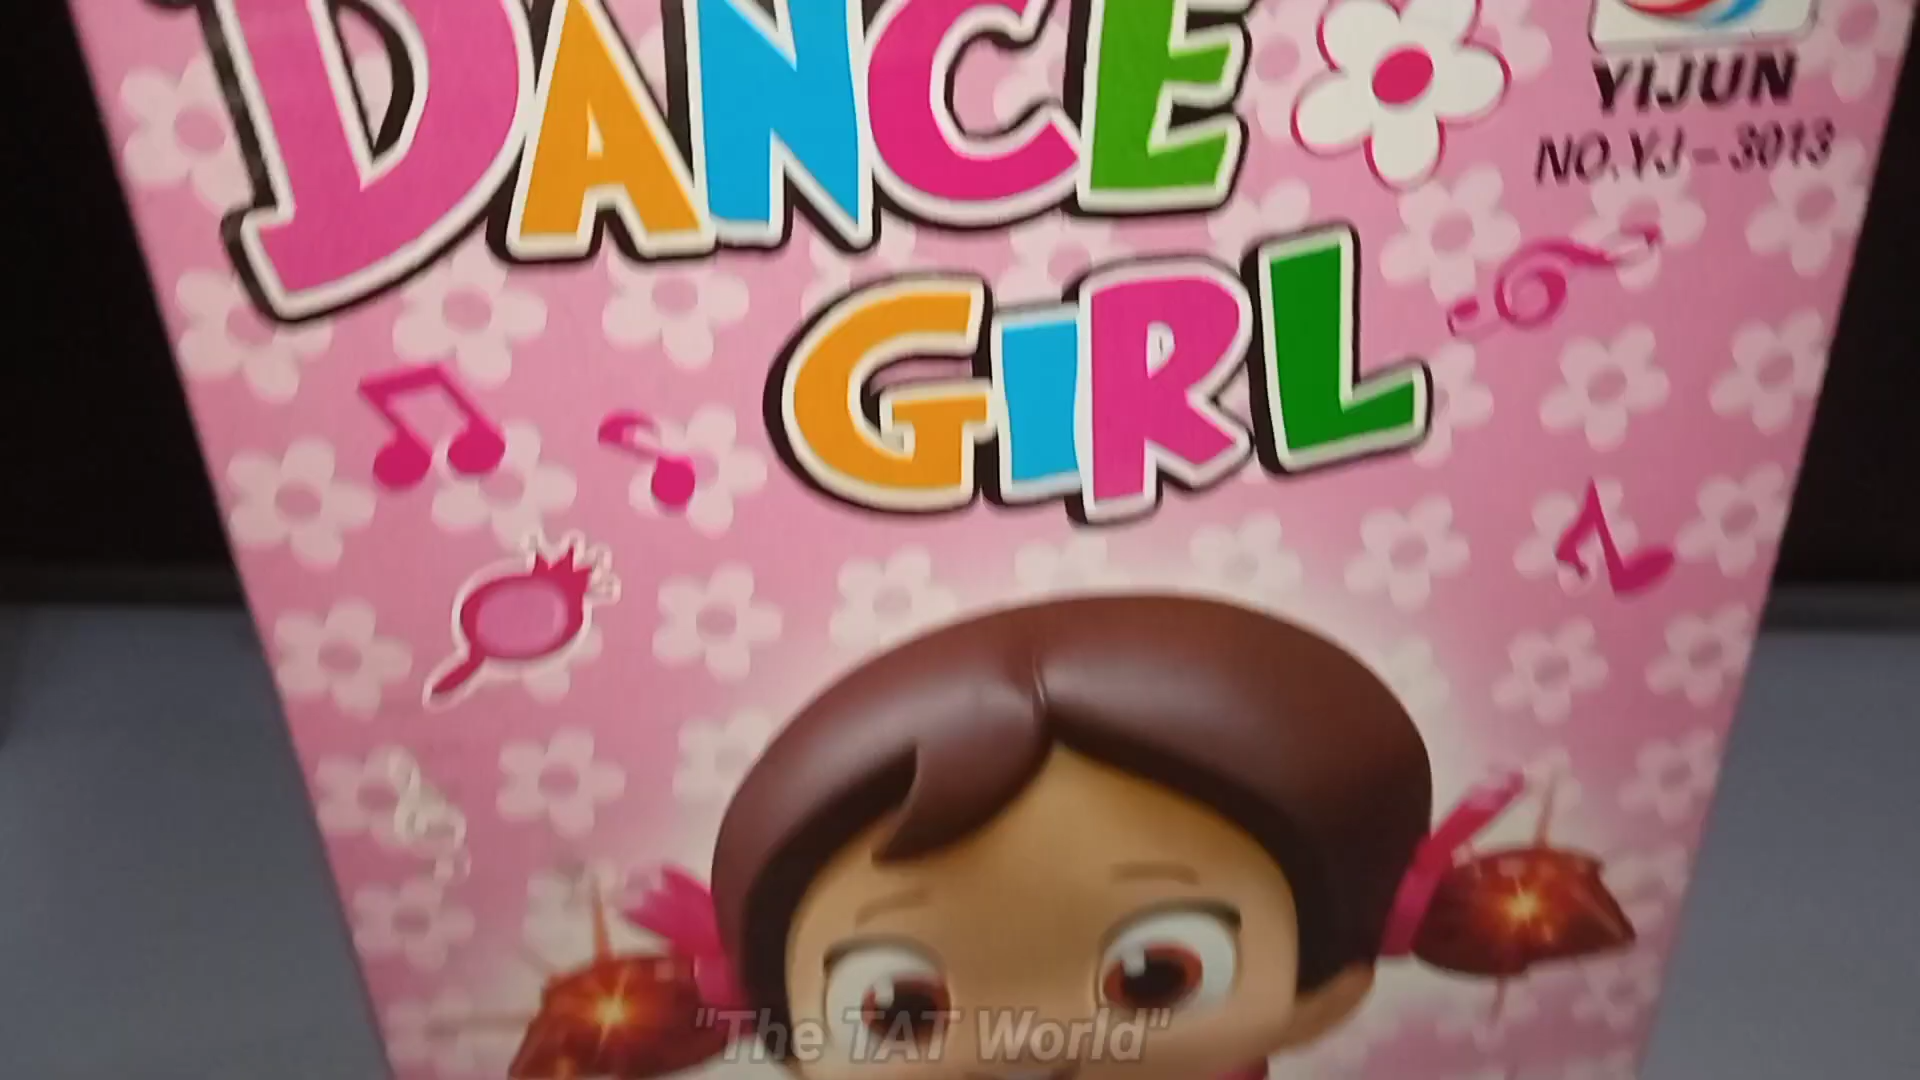 DANCE
GIRL
YIJUN
NO.YJ-3013
"The TAT World"